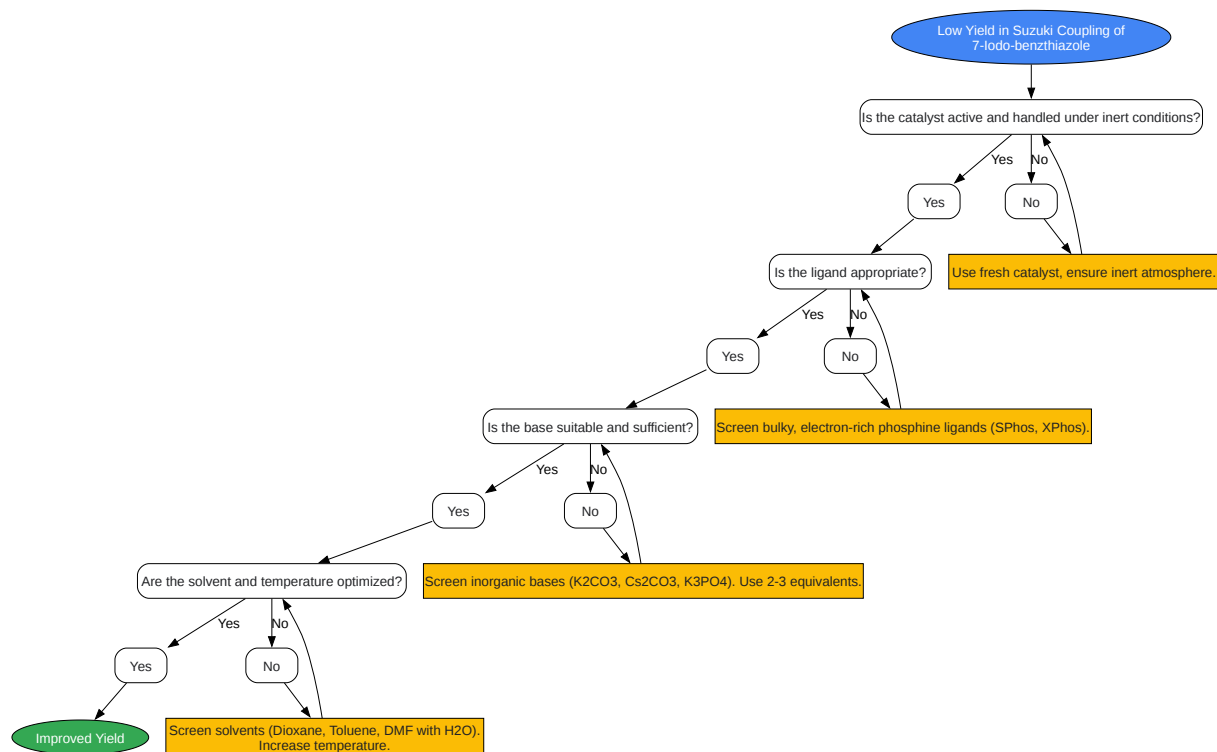 Low Yield in Suzuki Coupling of
7-Iodo-benzthiazole
Is the catalyst active and handled under inert conditions?
Yes
No
Yes
No
Is the ligand appropriate?
Use fresh catalyst, ensure inert atmosphere.
Yes
No
Yes
No
Is the base suitable and sufficient?
Screen bulky, electron-rich phosphine ligands (SPhos, XPhos).
Yes
No
Yes
No
Are the solvent and temperature optimized?
Screen inorganic bases (K2CO3, Cs2CO3, K3PO4). Use 2-3 equivalents.
Yes
No
Yes
No
Improved Yield
Screen solvents (Dioxane, Toluene, DMF with H2O).
Increase temperature.